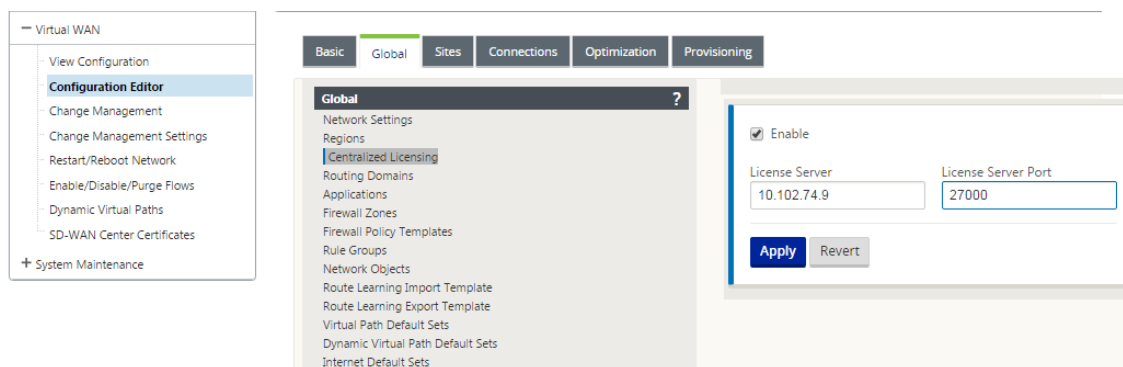 Virtual WAN
View Configuration
Configuration Editor
Change Management
Change Management Settings
Restart/Reboot Network
Enable/Disable/Purge Flows
Dynamic Virtual Paths
SD-WAN Center Certificates
System Maintenance
Basic Global Sites Connections Optimization Provisioning
Global ?
Network Settings
Regions
Centralized Licensing
Routing Domains
Applications
Firewall Zones
Firewall Policy Templates
Rule Groups
Network Objects
Route Learning Import Template
Route Learning Export Template
Virtual Path Default Sets
Dynamic Virtual Path Default Sets
Internet Default Sets
Enable
License Server License Server Port
10.102.74.9 27000
Apply Revert